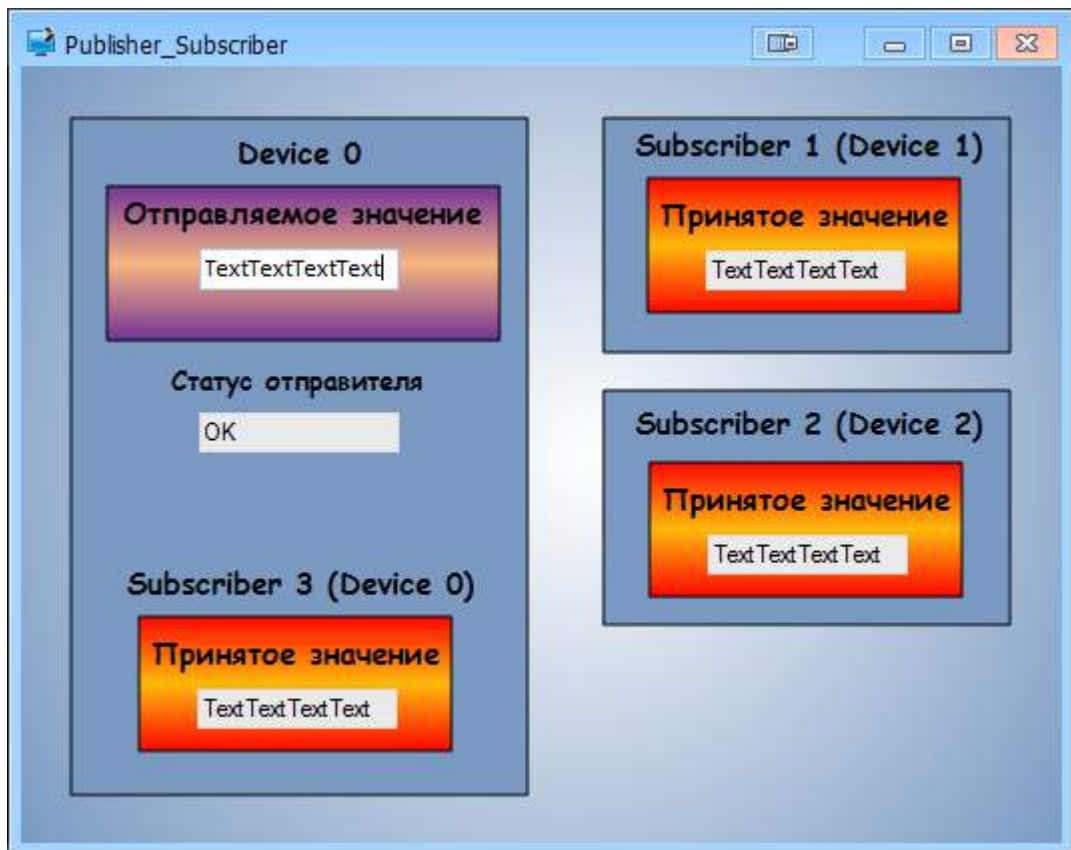 Publisher_Subscriber
Device 0
Отправляемое значение
TextTextTextText
Статус отправителя
OK
Subscriber 3 (Device 0)
Принятое значение
TextTextTextText
Subscriber 1 (Device 1)
Принятое значение
TextTextTextText
Subscriber 2 (Device 2)
Принятое значение
TextTextTextText